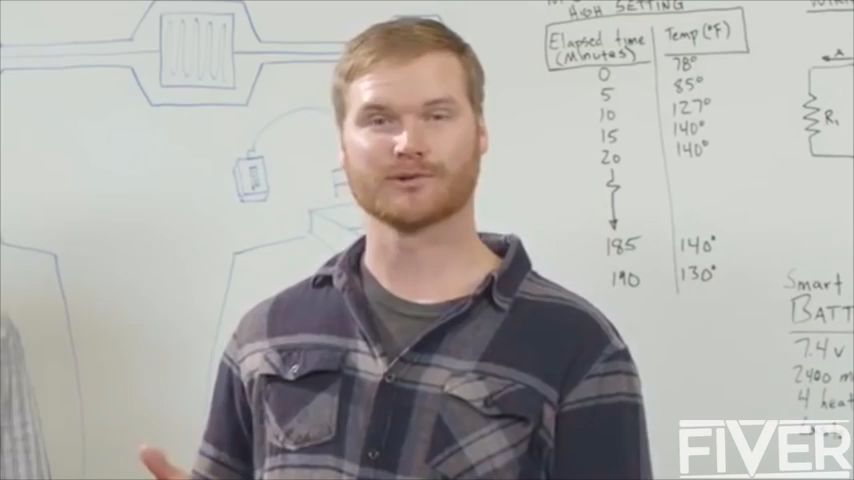 HIGH SETTING
Elapsed time Temp (°F)
(Minutes)
0 78°
5 85°
10 127°
15 140°
20 140°
185 140°
190 130°
A
R1
Smart
BATT
7.4 v
2400 m
4 heat
FIVER